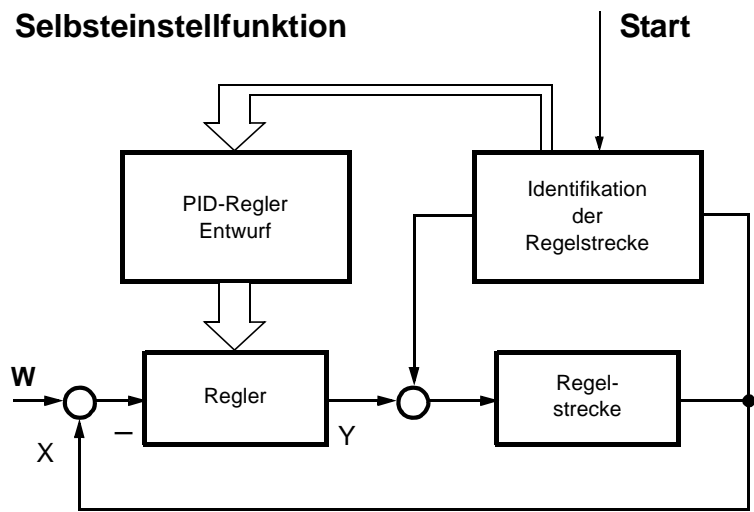 Selbsteinstellfunktion
Start
PID-Regler
Entwurf
Identifikation
der
Regelstrecke
W
Regler
Regel-
strecke
X
–
Y